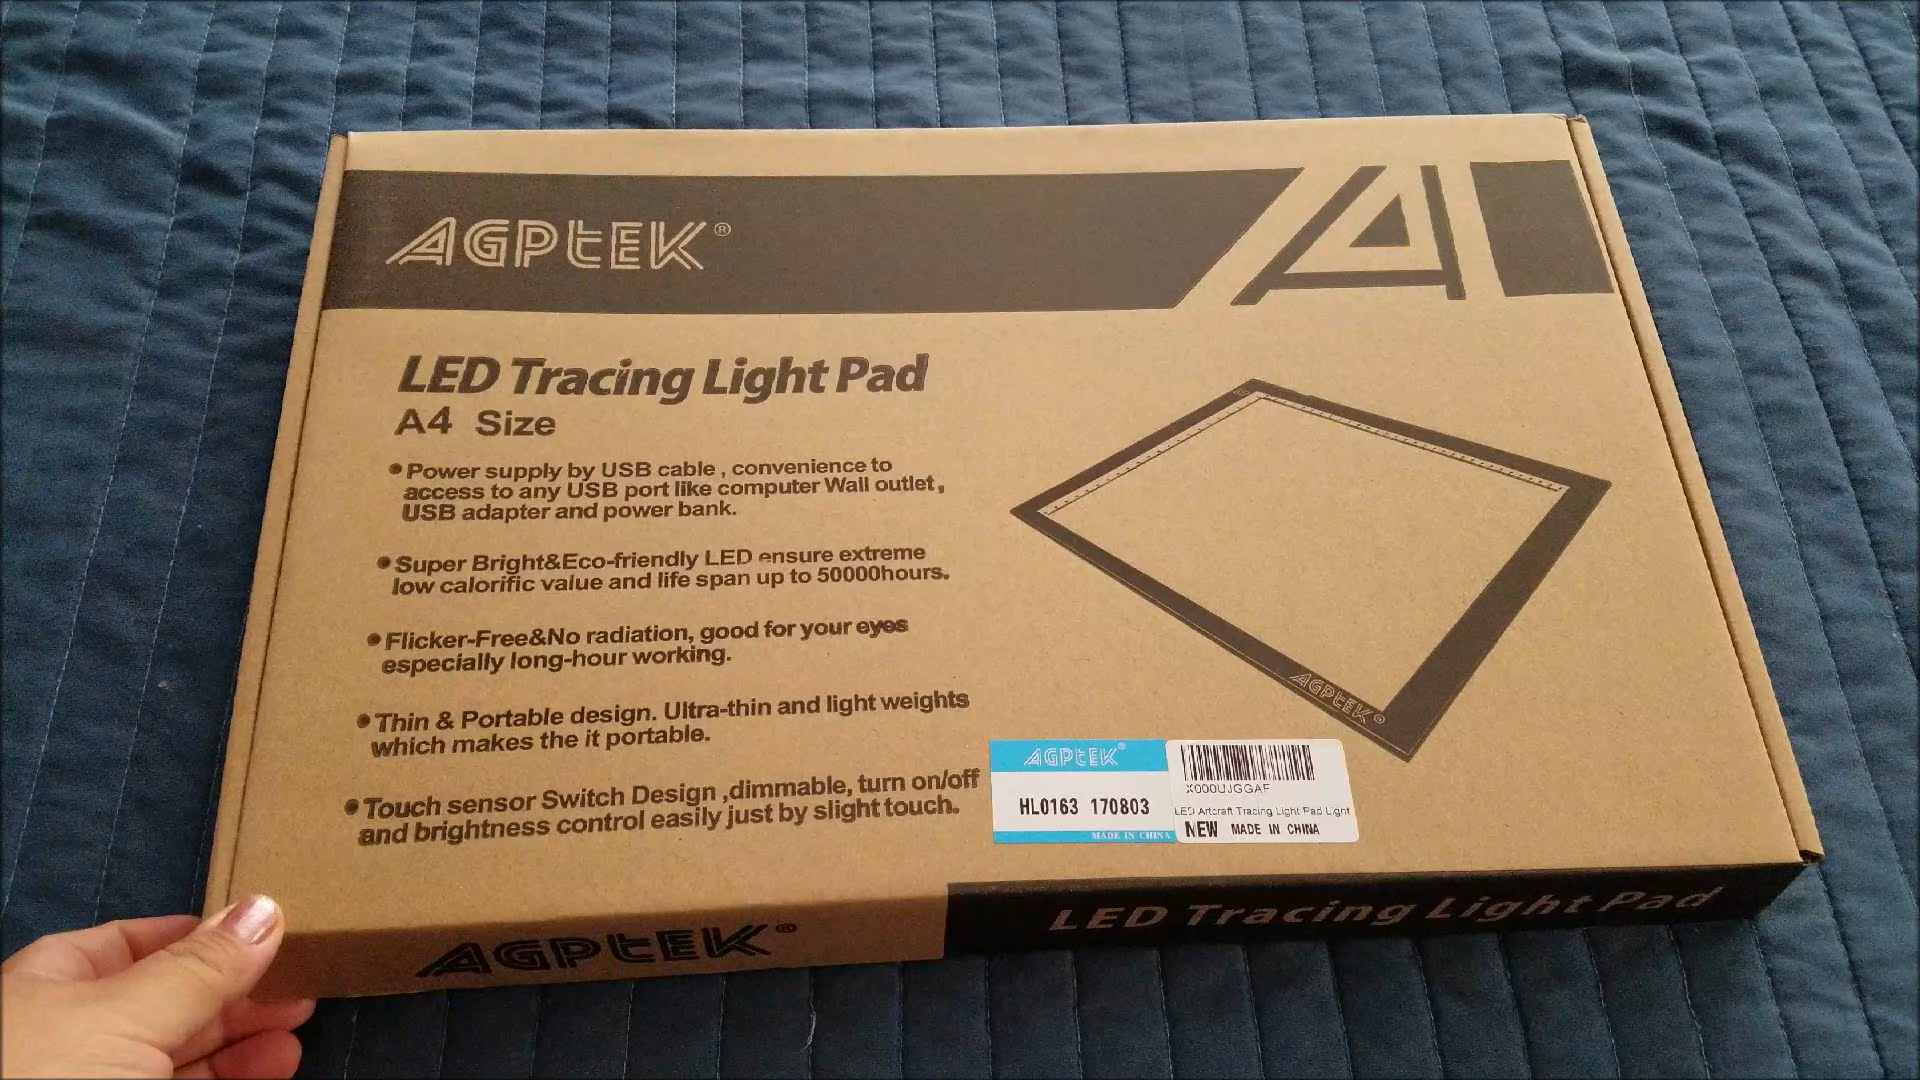 AGPtEK®
LED Tracing Light Pad
A4 Size
•Power supply by USB cable , convenience to
access to any USB port like computer Wall outlet,
USB adapter and power bank.
•Super Bright&Eco-friendly LED ensure extreme
low calorific value and life span up to 50000hours.
•Flicker-Free&No radiation, good for your eyes
especially long-hour working.
•Thin & Portable design. Ultra-thin and light weights
which makes the it portable.
•Touch sensor Switch Design ,dimmable, turn on/off
and brightness control easily just by slight touch.
AGPtEK®
AGPtEK®
HL0163 170803
MADE IN CHINA
X000UJGGAF
LED Artcraft Tracing Light Pad Light
NEW MADE IN CHINA
AGPtEK®
LED Tracing Light Pad